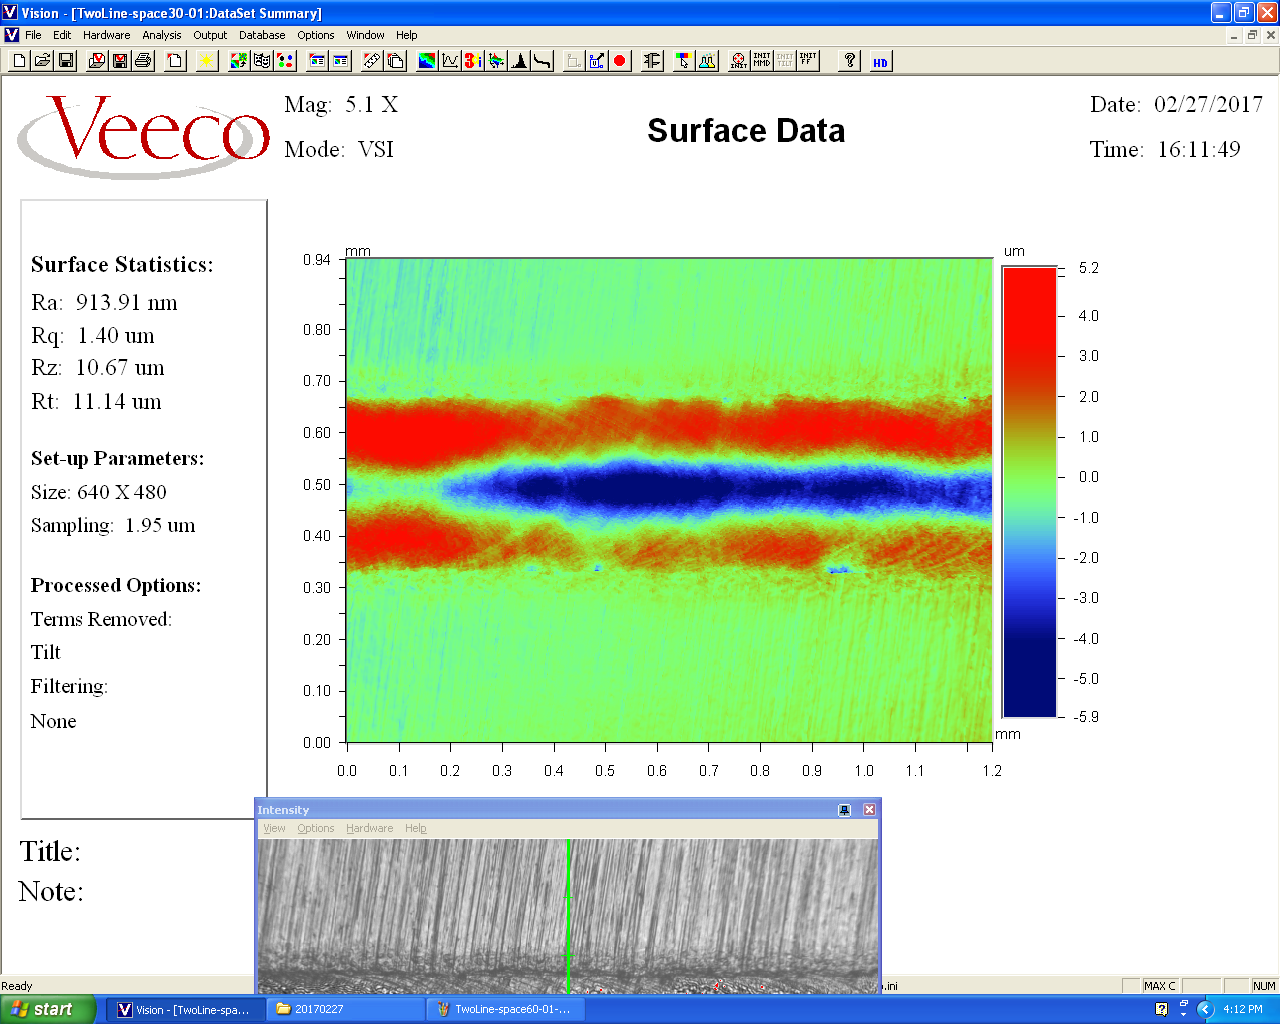 Vision - [TwoLine-space30-01:DataSet Summary]
File Edit Hardware Analysis Output Database Options Window Help
INIT INIT MMD INIT TILT INIT FF ? HD
Veeco
Mag: 5.1 X
Mode: VSI
Surface Data
Date: 02/27/2017
Time: 16:11:49
Surface Statistics:
Ra: 913.91 nm
Rq: 1.40 um
Rz: 10.67 um
Rt: 11.14 um
Set-up Parameters:
Size: 640 X 480
Sampling: 1.95 um
Processed Options:
Terms Removed:
Tilt
Filtering:
None
Title:
Note:
mm
0.94
0.80
0.70
0.60
0.50
0.40
0.30
0.20
0.10
0.00
0.0 0.1 0.2 0.3 0.4 0.5 0.6 0.7 0.8 0.9 1.0 1.1 1.2
mm
um
5.2
4.0
3.0
2.0
1.0
0.0
-1.0
-2.0
-3.0
-4.0
-5.0
-5.9
Intensity
View Options Hardware Help
Ready
.ini
MAX C
NUM
start
Vision - [TwoLine-spa...
20170227
TwoLine-space60-01-...
4:12 PM